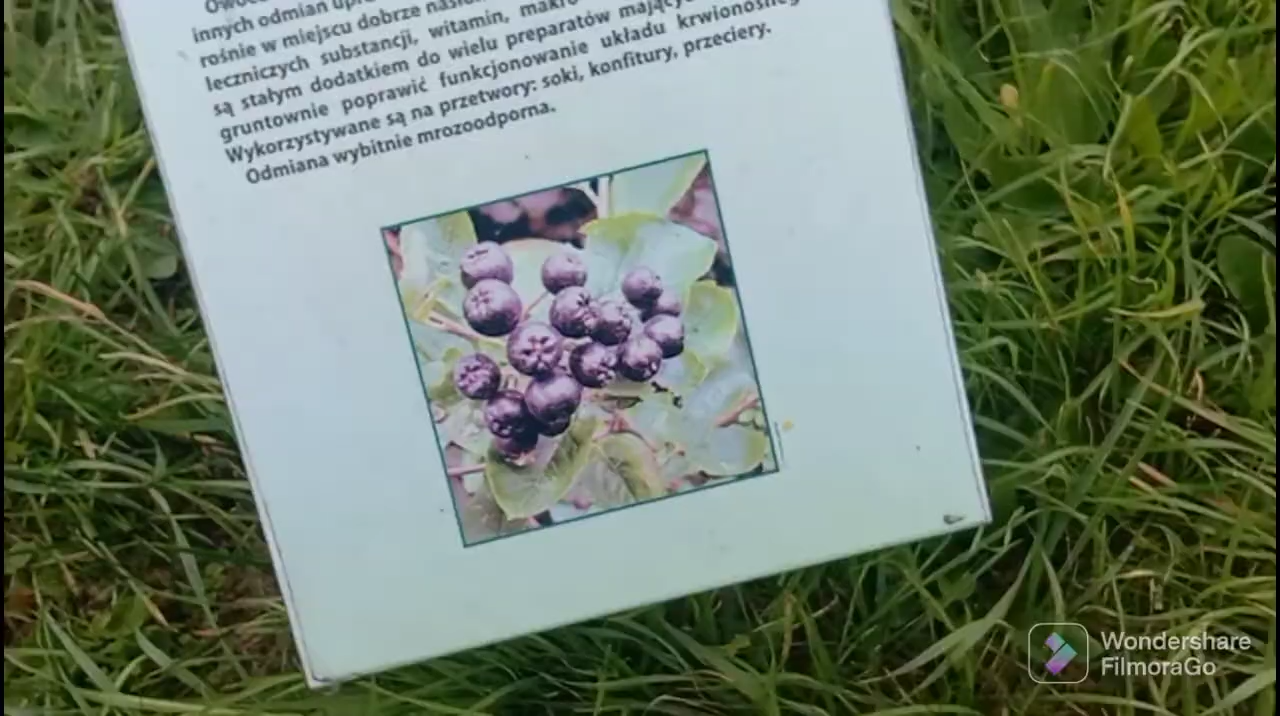 innych odmian
rośnie w miejscu dobrze
leczniczych substancji, witamin,
są stałym dodatkiem do wielu preparatów
gruntownie poprawić funkcjonowanie układu krwionośneg
Wykorzystywane są na przetwory: soki, konfitury, przeciery.
Odmiana wybitnie mrozoodporna.
Wondershare
FilmoraGo